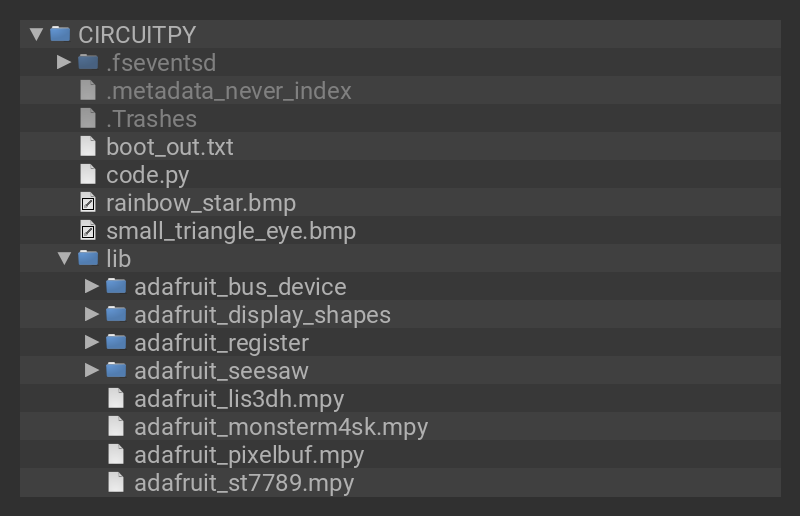 CIRCUITPY
.fseventsd
.metadata_never_index
.Trashes
boot_out.txt
code.py
rainbow_star.bmp
small_triangle_eye.bmp
lib
adafruit_bus_device
adafruit_display_shapes
adafruit_register
adafruit_seesaw
adafruit_lis3dh.mpy
adafruit_monsterm4sk.mpy
adafruit_pixelbuf.mpy
adafruit_st7789.mpy